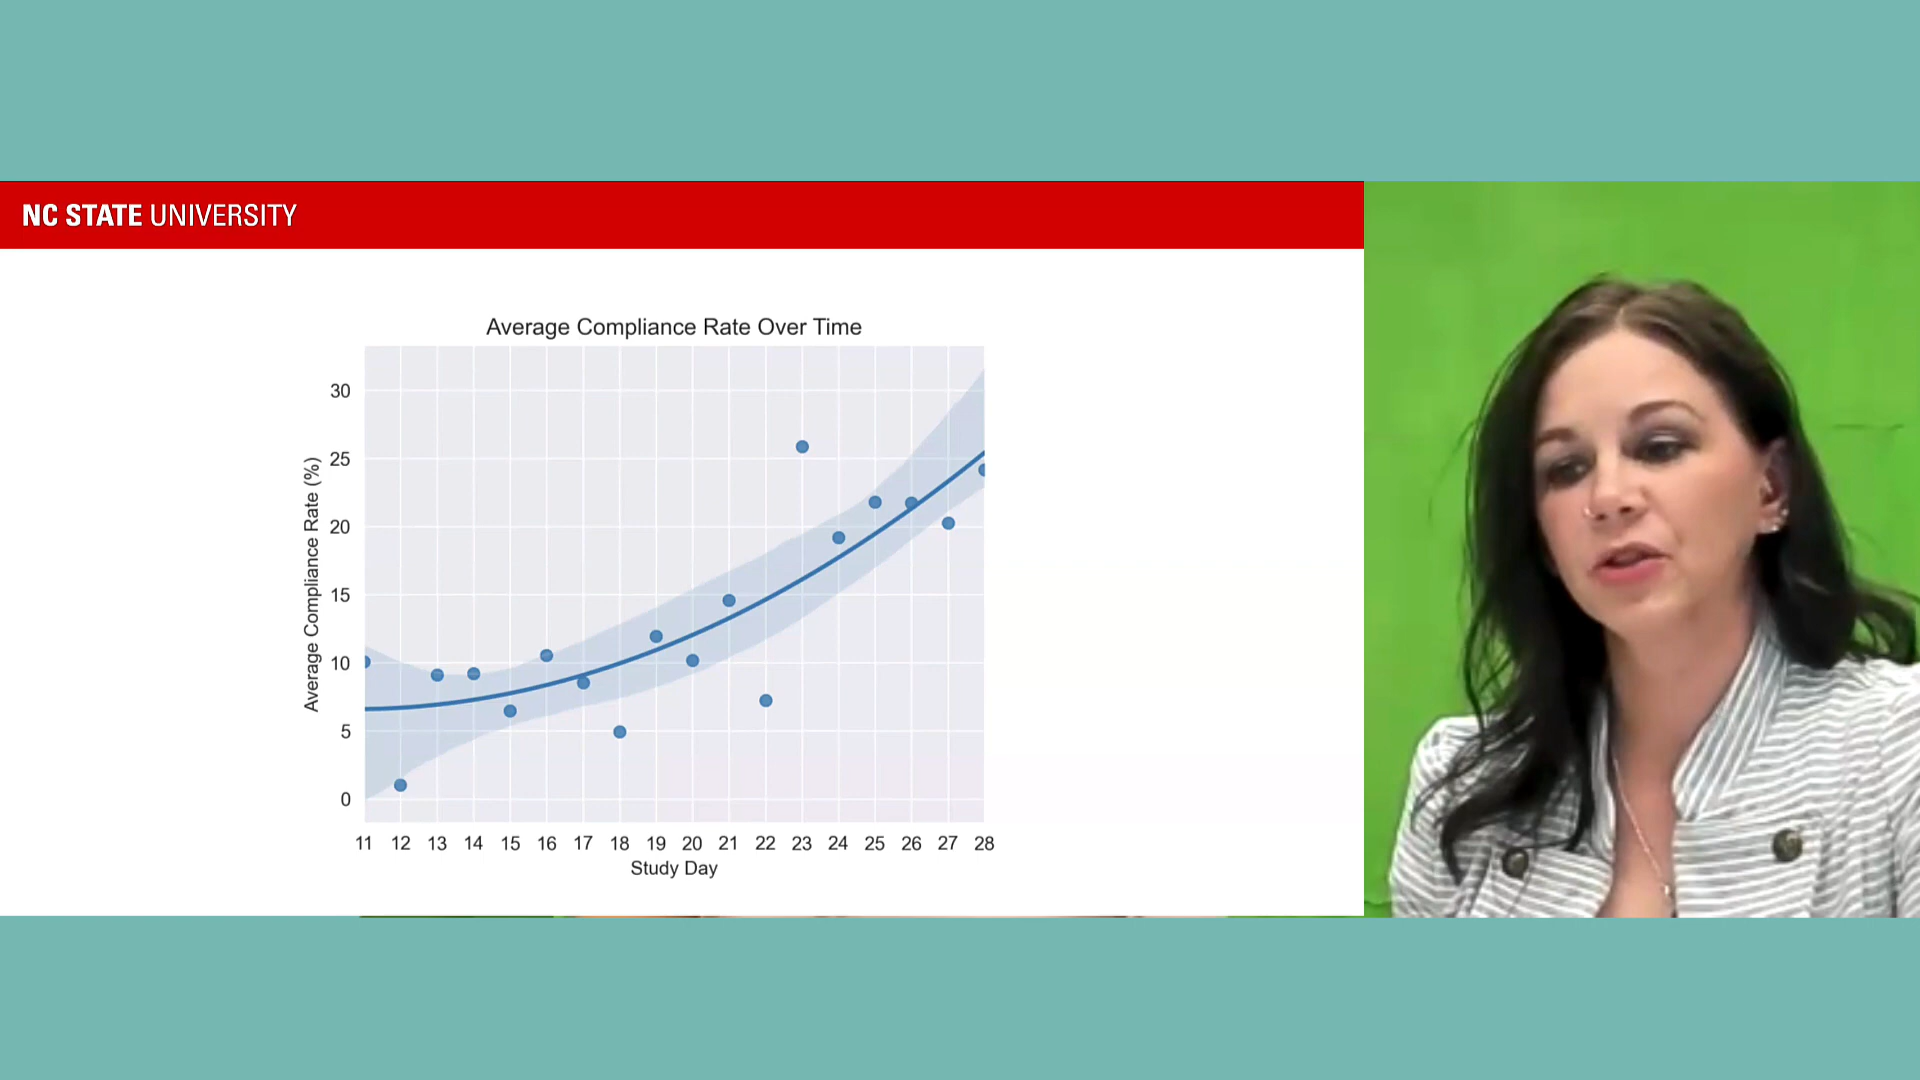 NC STATE UNIVERSITY
Average Compliance Rate Over Time
Average Compliance Rate (%)
30
25
20
15
10
5
0
11 12 13 14 15 16 17 18 19 20 21 22 23 24 25 26 27 28
Study Day